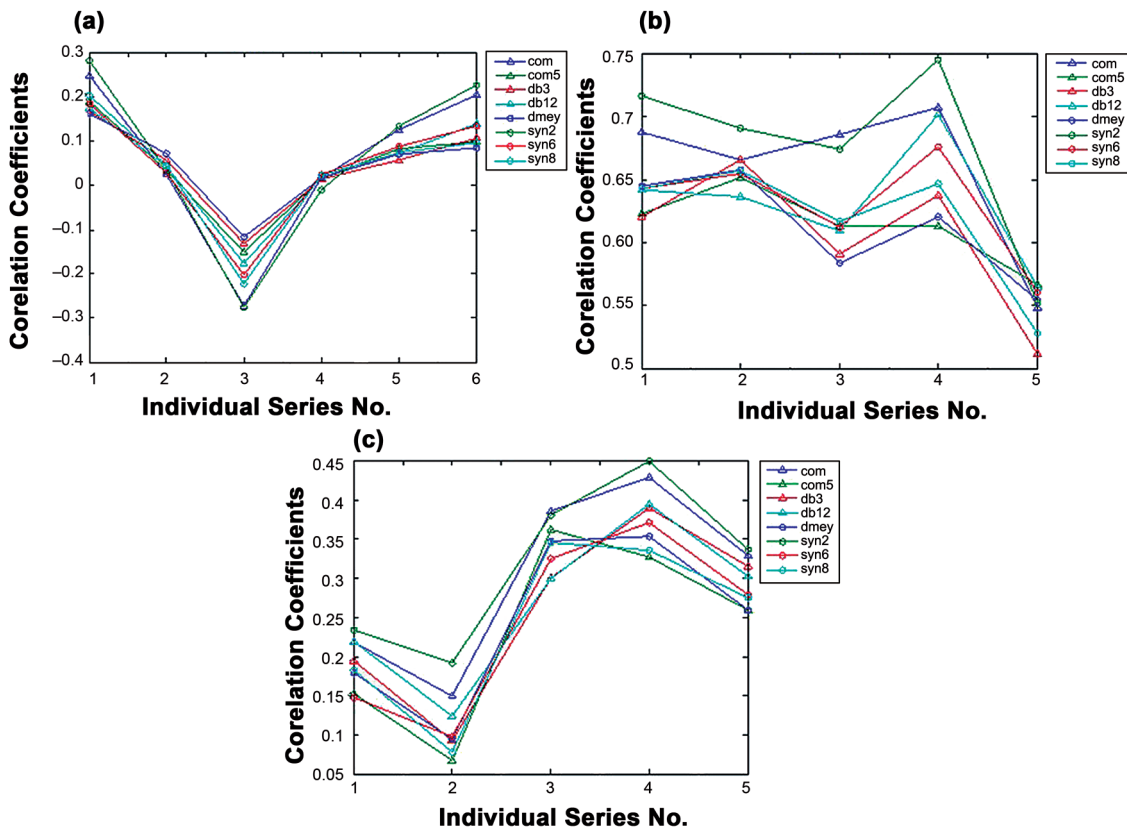 (a)
Corelation Coefficients
0.3
0.2
0.1
0
–0.1
–0.2
–0.3
–0.4
1 2 3 4 5 6
Individual Series No.
com
com5
db3
db12
dmey
syn2
syn6
syn8
(b)
Corelation Coefficients
0.75
0.7
0.65
0.60
0.55
0.5
1 2 3 4 5
Individual Series No.
com
com5
db3
db12
dmey
syn2
syn6
syn8
(c)
Corelation Coefficients
0.45
0.4
0.35
0.3
0.25
0.2
0.15
0.1
0.05
1 2 3 4 5
Individual Series No.
com
com5
db3
db12
dmey
syn2
syn6
syn8